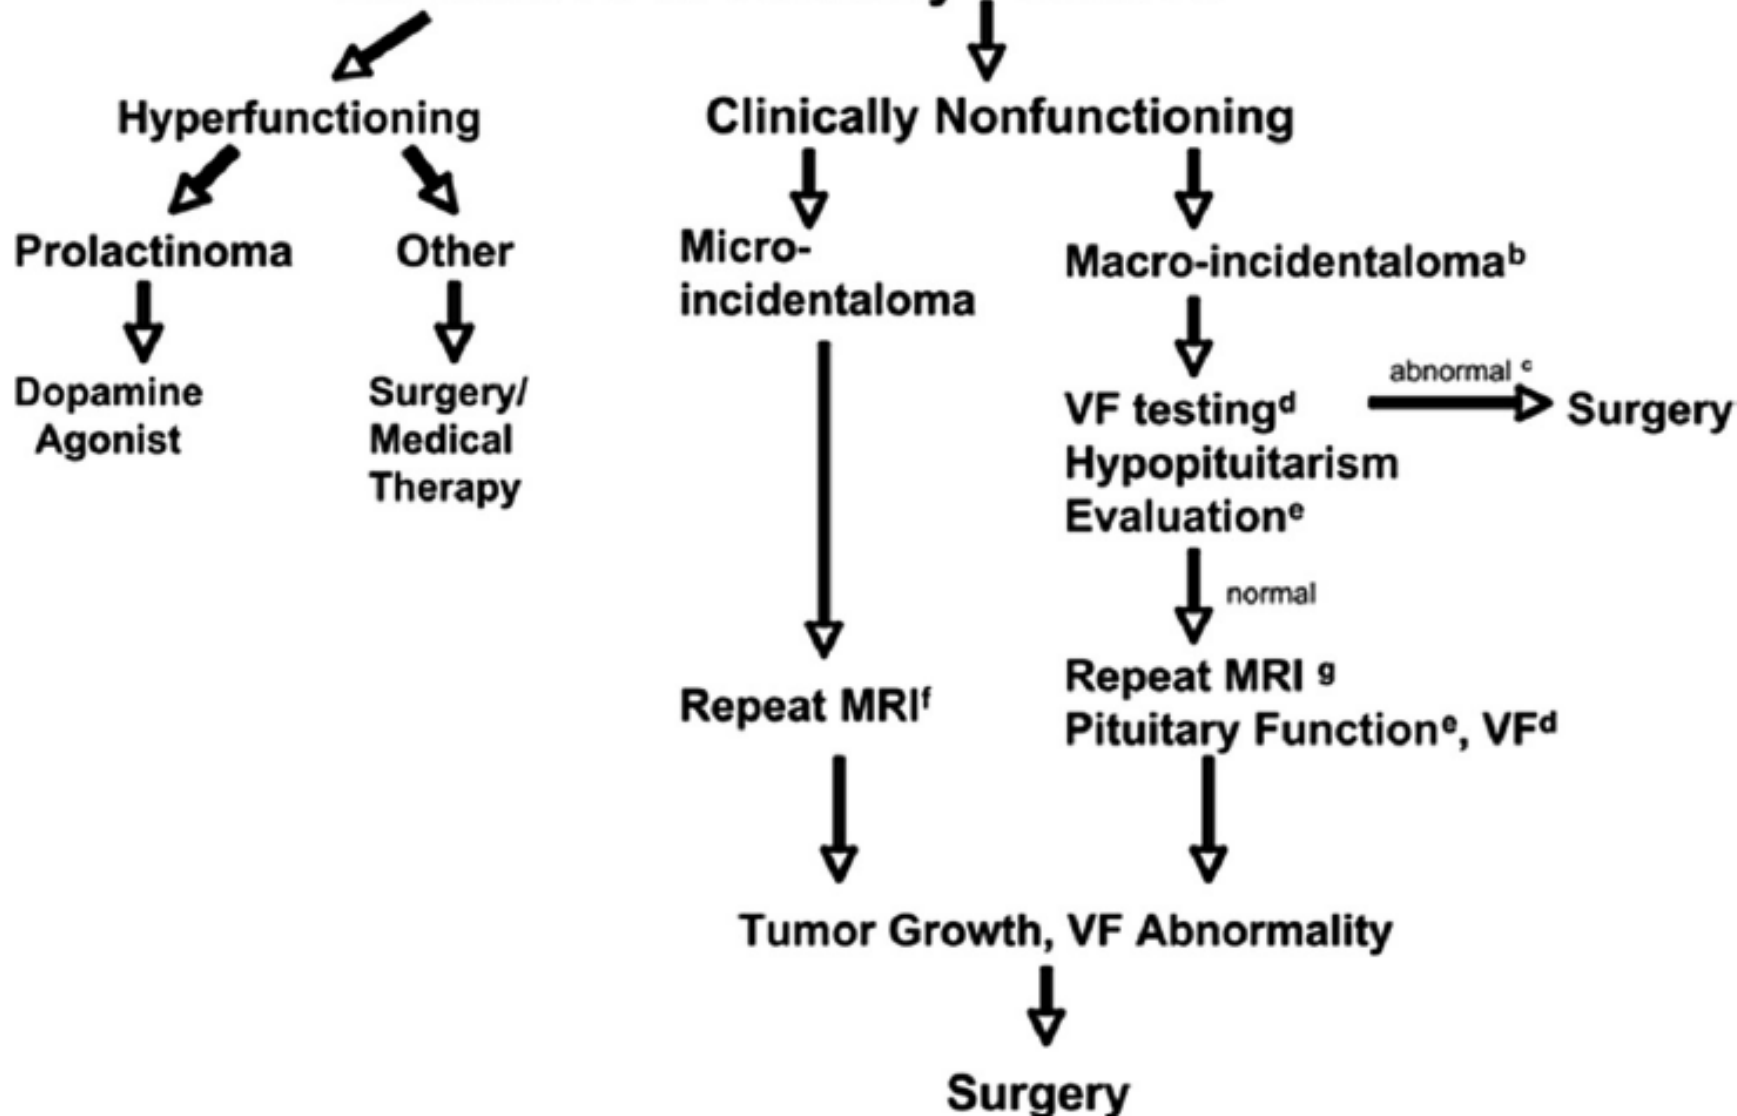 Hyperfunctioning
Clinically Nonfunctioning
Prolactinoma
Other
Micro-
incidentaloma
Macro-incidentalomaᵇ
Dopamine
Agonist
Surgery/
Medical
Therapy
VF testingᵈ
Hypopituitarism
Evaluationᵉ
abnormal ᶜ
Surgery
normal
Repeat MRIᶠ
Repeat MRI ᵍ
Pituitary Functionᵉ, VFᵈ
Tumor Growth, VF Abnormality
Surgery